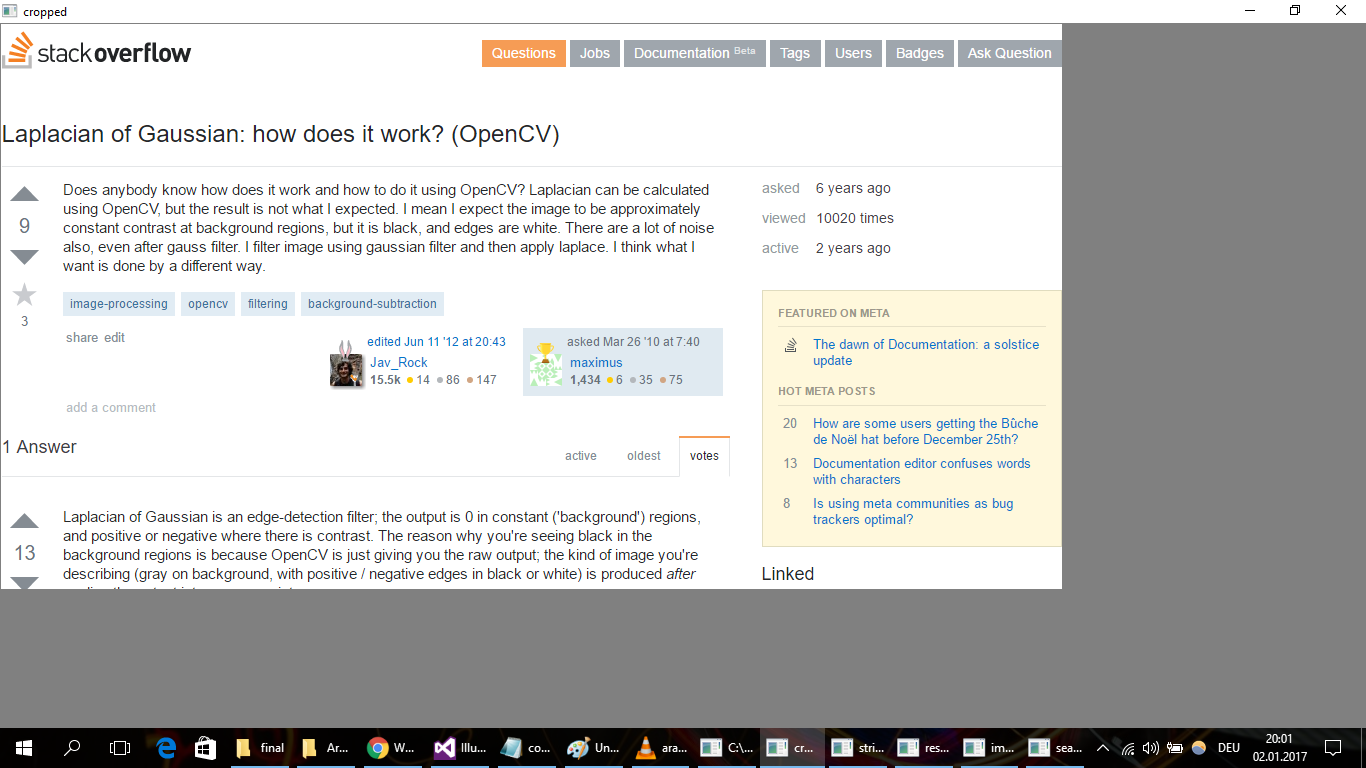 cropped
stackoverflow
Questions Jobs Documentation Beta Tags Users Badges Ask Question
Laplacian of Gaussian: how does it work? (OpenCV)
9
Does anybody know how does it work and how to do it using OpenCV? Laplacian can be calculated
using OpenCV, but the result is not what I expected. I mean I expect the image to be approximately
constant contrast at background regions, but it is black, and edges are white. There are a lot of noise
also, even after gauss filter. I filter image using gaussian filter and then apply laplace. I think what I
want is done by a different way.
3
image-processing opencv filtering background-subtraction
share edit
edited Jun 11 '12 at 20:43
Jav_Rock
15.5k 14 86 147
asked Mar 26 '10 at 7:40
maximus
1,434 6 35 75
add a comment
1 Answer
active oldest votes
13
Laplacian of Gaussian is an edge-detection filter; the output is 0 in constant ('background') regions,
and positive or negative where there is contrast. The reason why you're seeing black in the
background regions is because OpenCV is just giving you the raw output; the kind of image you're
describing (gray on background, with positive / negative edges in black or white) is produced after
asked 6 years ago
viewed 10020 times
active 2 years ago
FEATURED ON META
The dawn of Documentation: a solstice
update
HOT META POSTS
20 How are some users getting the Bûche
de Noël hat before December 25th?
13 Documentation editor confuses words
with characters
8 Is using meta communities as bug
trackers optimal?
Linked
final Ar... W... Illu... co... Un... ara... C:\... cr... stri... res... im... sea... DEU
20:01
02.01.2017